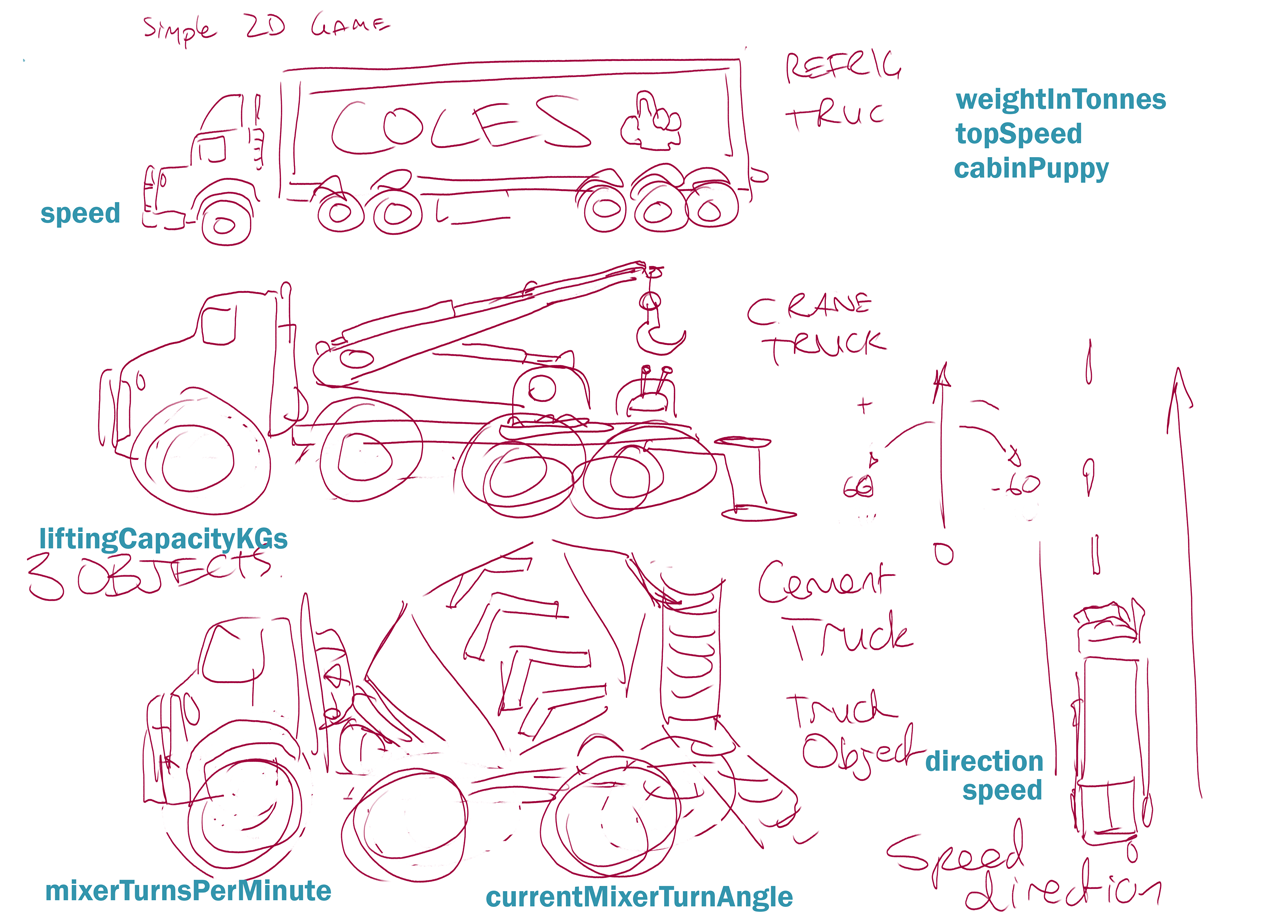 Simple 2D GAME
COLES
REFRIG
TRUC
weightInTonnes
topSpeed
cabinPuppy
speed
CRANE
TRUCK
+
60
-60
...
0
liftingCapacityKGs
3 OBJECTS.
Cement
Truck
Truck
Object
direction
speed
Speed
direction
mixerTurnsPerMinute
currentMixerTurnAngle